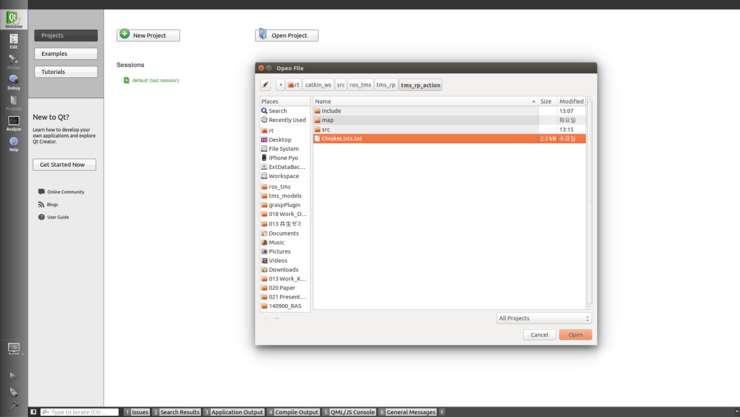 Qt
Welcome
Edit
Design
Debug
Projects
Analyze
Help
Projects
Examples
Tutorials
New to Qt?
Learn how to develop your
own applications and explore
Qt Creator.
Get Started Now
Online Community
Blogs
User Guide
New Project
Open Project
Sessions
default (last session)
Open File
rt catkin_ws src ros_tms tms_rp tms_rp_action
Places
Search
Recently Used
rt
Desktop
File System
iPhone Pyo
ExtDataBac...
Workspace
ros_tms
tms_models
graspPlugin
018 Work_O...
013 共生ゼミ
Documents
Music
Pictures
Videos
Downloads
013 Work_K...
020 Paper
021 Present...
140900_RAS
Name Size Modified
include 13:07
map 화요일
src 13:15
CMakeLists.txt 2.2 kB 수요일
All Projects
Cancel Open
Type to locate (Ctr...
1 Issues 2 Search Results 3 Application Output 4 Compile Output 5 QML/JS Console 6 General Messages